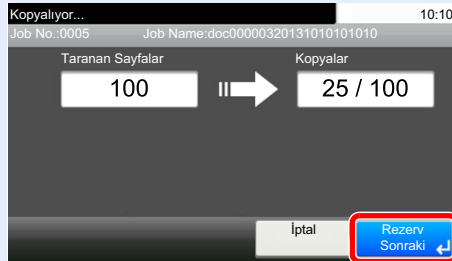 Kopyalıyor...
10:10
Job No.:0005
Job Name:doc00000320131010101010
Taranan Sayfalar
Kopyalar
100
25 / 100
İptal
Rezerv
Sonraki